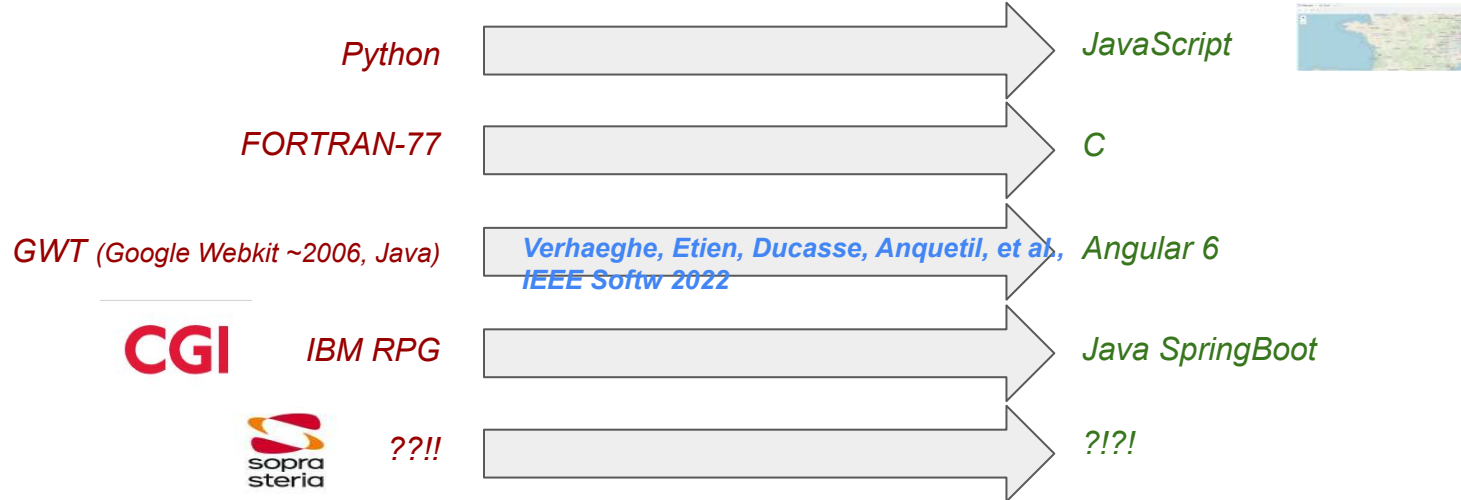 Python
JavaScript
FORTRAN-77
C
GWT (Google Webkit ~2006, Java)
Verhaeghe, Etien, Ducasse, Anquetil, et al.,
IEEE Softw 2022
Angular 6
CGI
IBM RPG
Java SpringBoot
sopra
steria
??!!
?!?!